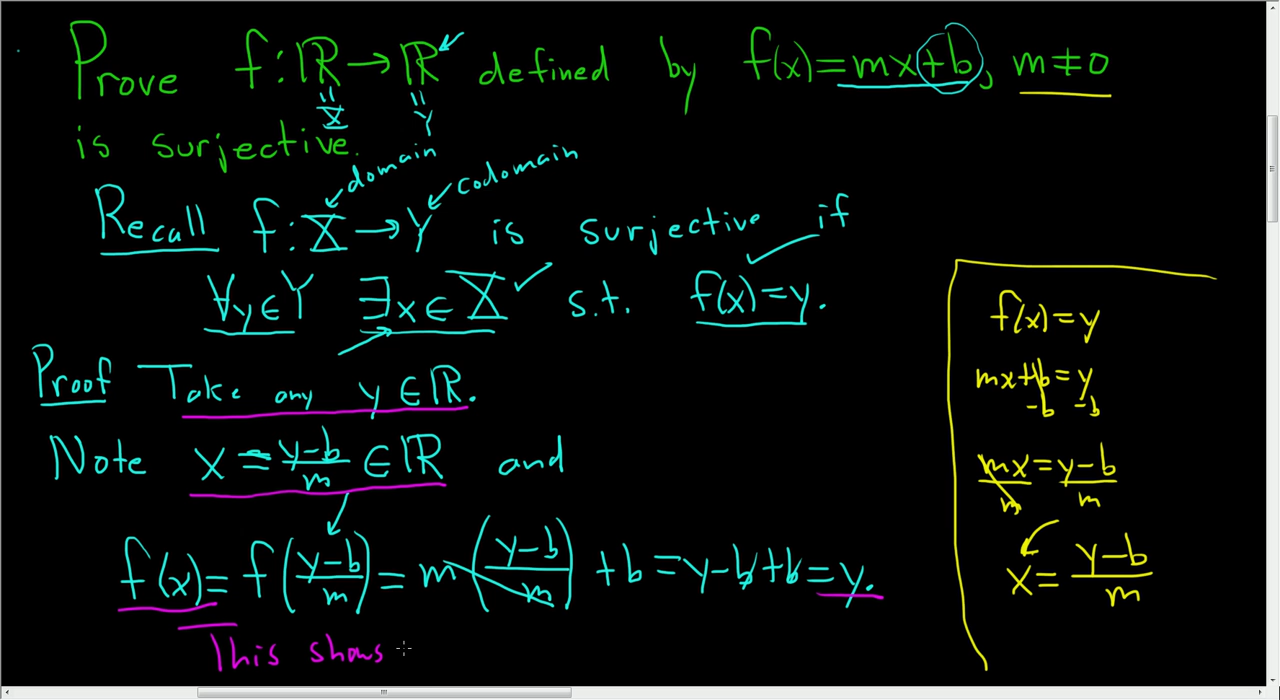 Prove f: ℝ → ℝ defined by f(x) = mx + b, m ≠ 0
= X = Y
is surjective.
domain codomain
Recall f: X → Y is surjective if
∀y ∈ Y ∃x ∈ X s.t. f(x) = y.
Proof Take any y ∈ ℝ.
Note x = (y-b)/m ∈ ℝ and
f(x) = f((y-b)/m) = m((y-b)/m) + b = y-b+b = y.
This shows
f(x) = y
mx+b = y
-b -b
mx/m = (y-b)/m
x = (y-b)/m